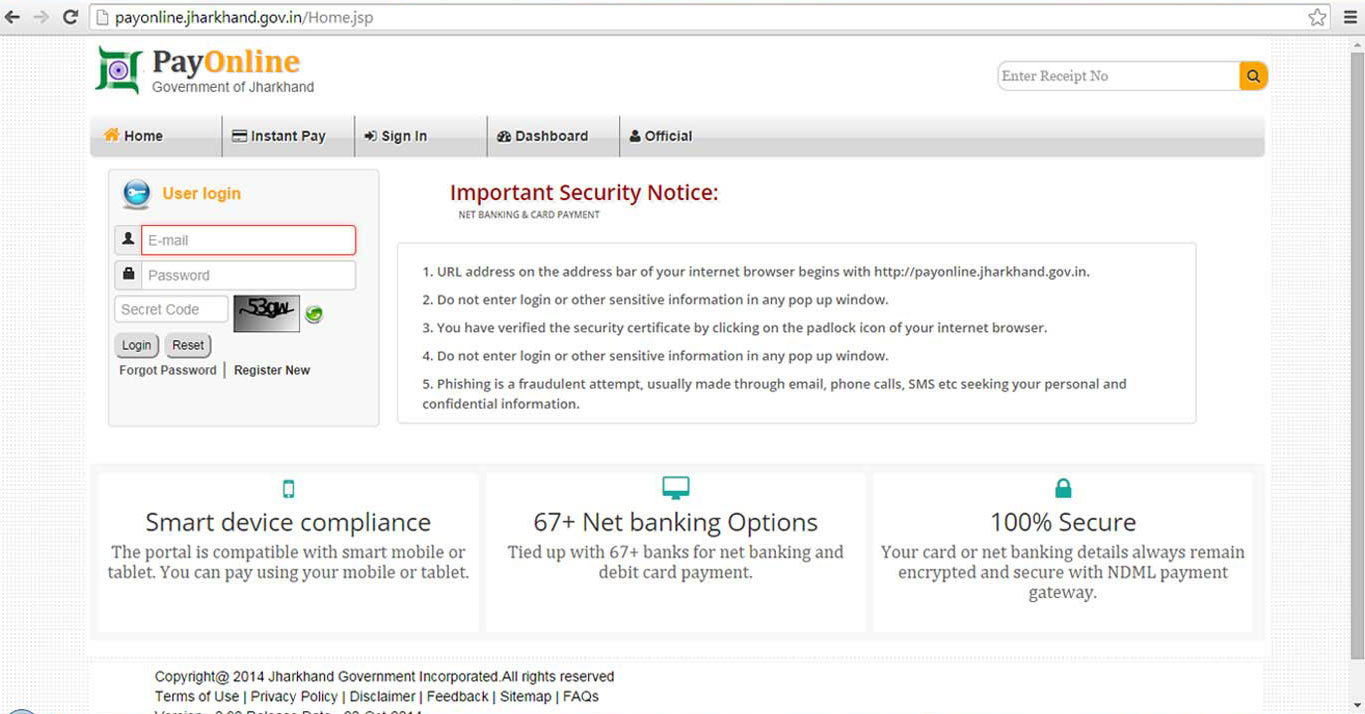 payonline.jharkhand.gov.in/Home.jsp
PayOnline
Government of Jharkhand
Enter Receipt No
Home
Instant Pay
Sign In
Dashboard
Official
User login
E-mail
Password
Secret Code
53gw
Login
Reset
Forgot Password | Register New
Important Security Notice:
NET BANKING & CARD PAYMENT
1. URL address on the address bar of your internet browser begins with http://payonline.jharkhand.gov.in.
2. Do not enter login or other sensitive information in any pop up window.
3. You have verified the security certificate by clicking on the padlock icon of your internet browser.
4. Do not enter login or other sensitive information in any pop up window.
5. Phishing is a fraudulent attempt, usually made through email, phone calls, SMS etc seeking your personal and
confidential information.
Smart device compliance
The portal is compatible with smart mobile or
tablet. You can pay using your mobile or tablet.
67+ Net banking Options
Tied up with 67+ banks for net banking and
debit card payment.
100% Secure
Your card or net banking details always remain
encrypted and secure with NDML payment
gateway.
Copyright@ 2014 Jharkhand Government Incorporated.All rights reserved
Terms of Use | Privacy Policy | Disclaimer | Feedback | Sitemap | FAQs